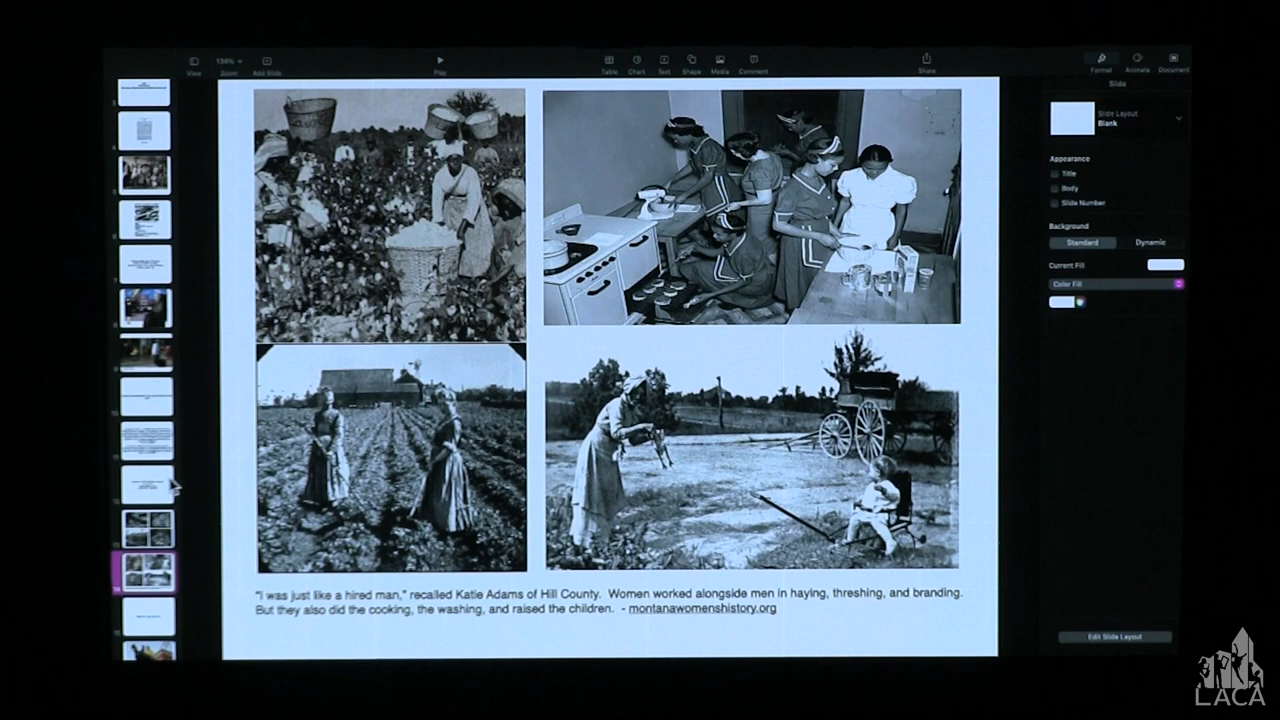 134%
View
Zoom
Add Slide
Play
Table
Chart
Text
Shape
Media
Comment
Share
Format
Animate
Document
Slide
Slide Layout
Blank
Appearance
Title
Body
Slide Number
Background
Standard
Dynamic
Current Fill
Color Fill
"I was just like a hired man," recalled Katie Adams of Hill County. Women worked alongside men in haying, threshing, and branding.
But they also did the cooking, the washing, and raised the children. - montanawomenshistory.org
Edit Slide Layout
LACA